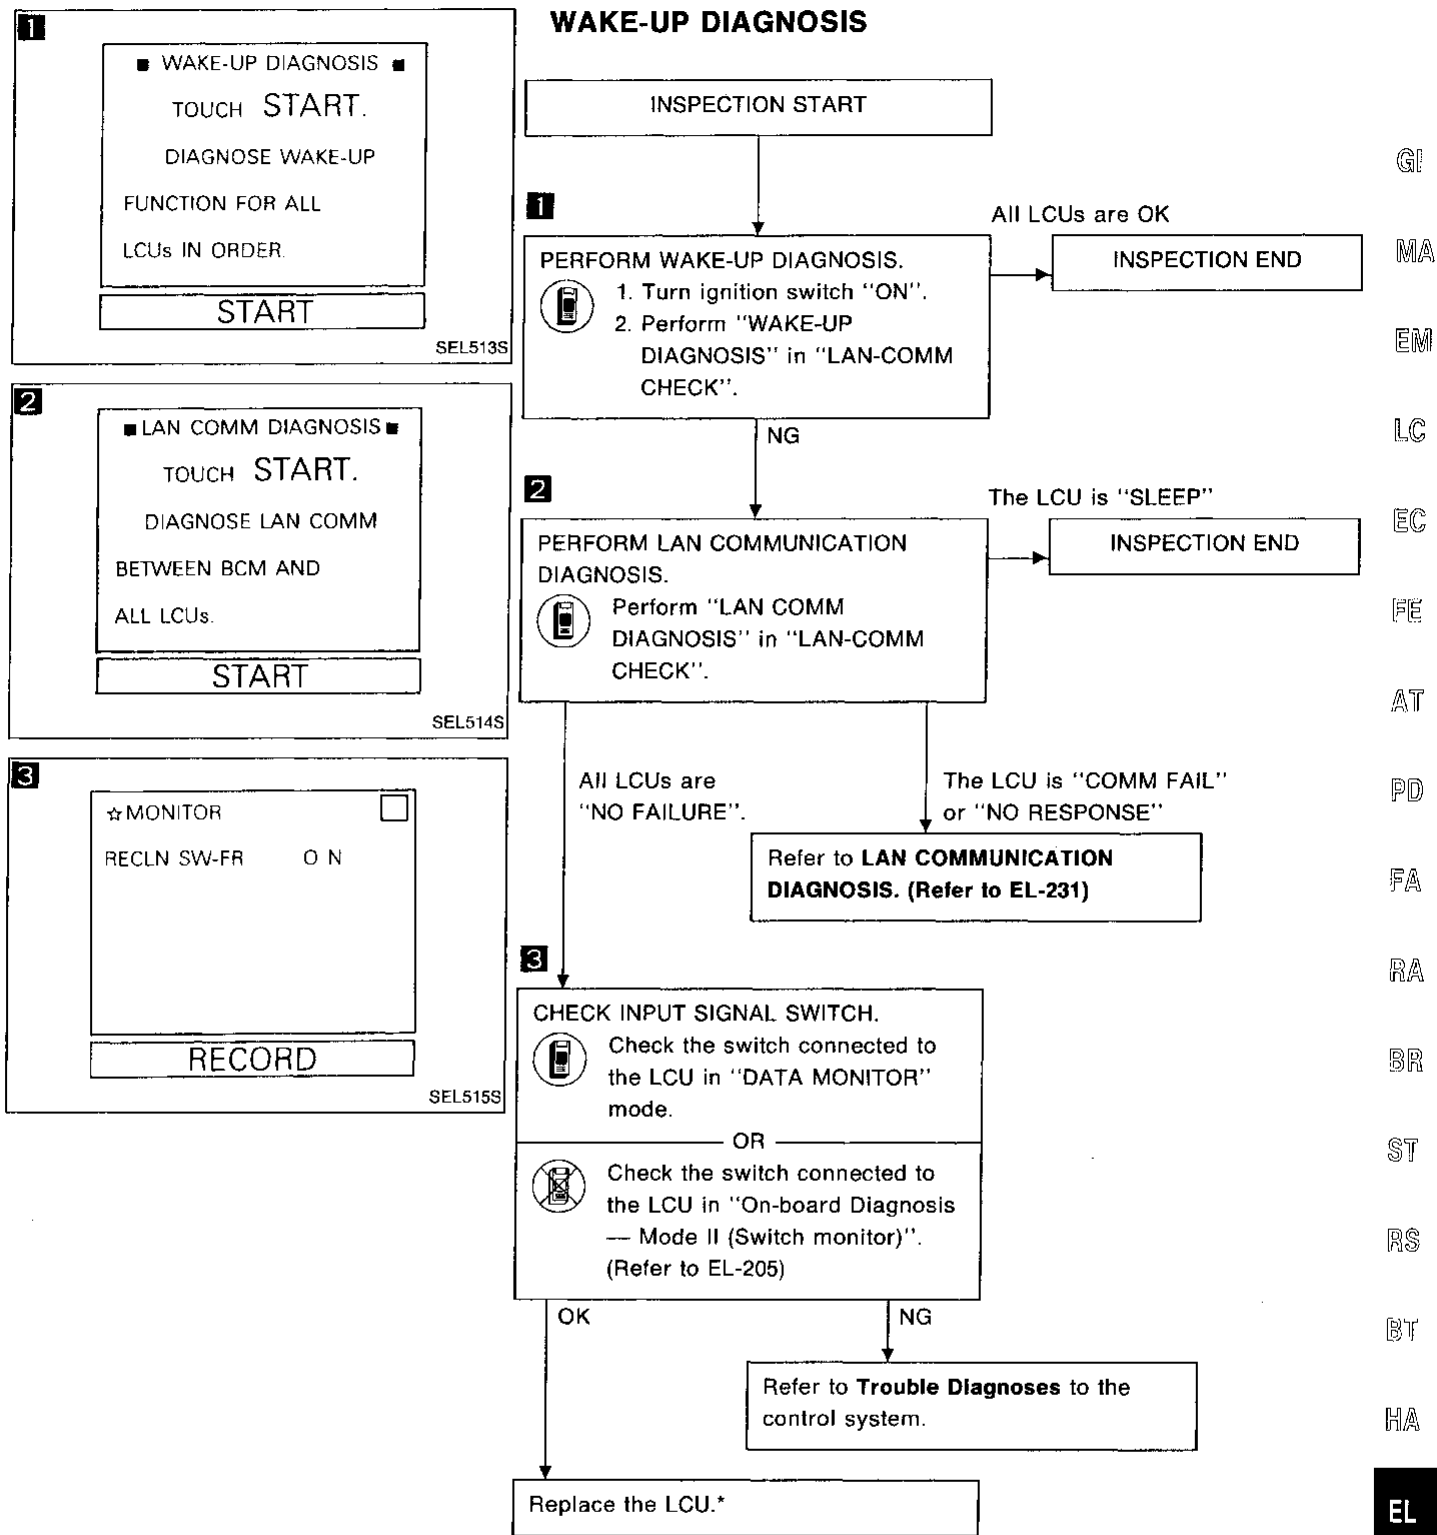 WAKE-UP DIAGNOSIS
1
■ WAKE-UP DIAGNOSIS ■
TOUCH START.
DIAGNOSE WAKE-UP
FUNCTION FOR ALL
LCUs IN ORDER.
START
SEL513S
2
■ LAN COMM DIAGNOSIS ■
TOUCH START.
DIAGNOSE LAN COMM
BETWEEN BCM AND
ALL LCUs.
START
SEL514S
3
☆MONITOR
RECLN SW-FR ON
RECORD
SEL515S
INSPECTION START
1
PERFORM WAKE-UP DIAGNOSIS.
1. Turn ignition switch "ON".
2. Perform "WAKE-UP
DIAGNOSIS" in "LAN-COMM
CHECK".
All LCUs are OK
INSPECTION END
NG
2
PERFORM LAN COMMUNICATION
DIAGNOSIS.
Perform "LAN COMM
DIAGNOSIS" in "LAN-COMM
CHECK".
The LCU is "SLEEP"
INSPECTION END
All LCUs are
"NO FAILURE".
The LCU is "COMM FAIL"
or "NO RESPONSE"
Refer to LAN COMMUNICATION
DIAGNOSIS. (Refer to EL-231)
3
CHECK INPUT SIGNAL SWITCH.
Check the switch connected to
the LCU in "DATA MONITOR"
mode.
OR
Check the switch connected to
the LCU in "On-board Diagnosis
— Mode II (Switch monitor)".
(Refer to EL-205)
OK
NG
Refer to Trouble Diagnoses to the
control system.
Replace the LCU.*
GI
MA
EM
LC
EC
FE
AT
PD
FA
RA
BR
ST
RS
BT
HA
EL